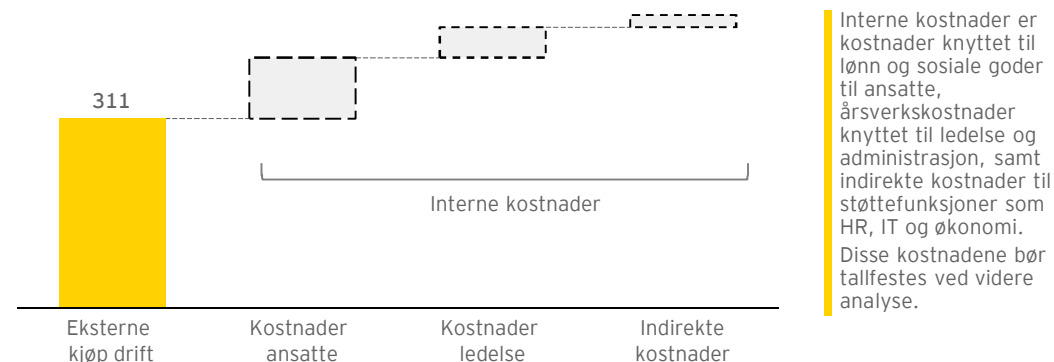 311
Interne kostnader
Eksterne
kjøp drift
Kostnader
ansatte
Kostnader
ledelse
Indirekte
kostnader
Interne kostnader er
kostnader knyttet til
lønn og sosiale goder
til ansatte,
årsverkskostnader
knyttet til ledelse og
administrasjon, samt
indirekte kostnader til
støttefunksjoner som
HR, IT og økonomi.
Disse kostnadene bør
tallfestes ved videre
analyse.